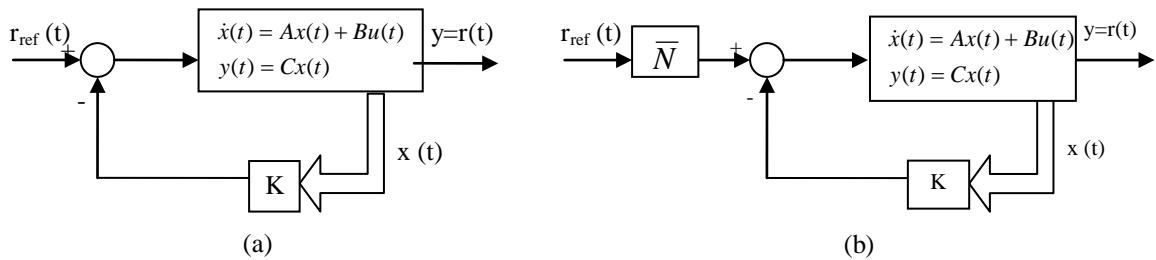 r_ref (t)
+
-
ẋ(t) = Ax(t) + Bu(t)
y(t) = Cx(t)
y=r(t)
x (t)
K
(a)
r_ref (t)
N̅
+
-
ẋ(t) = Ax(t) + Bu(t)
y(t) = Cx(t)
y=r(t)
x (t)
K
(b)